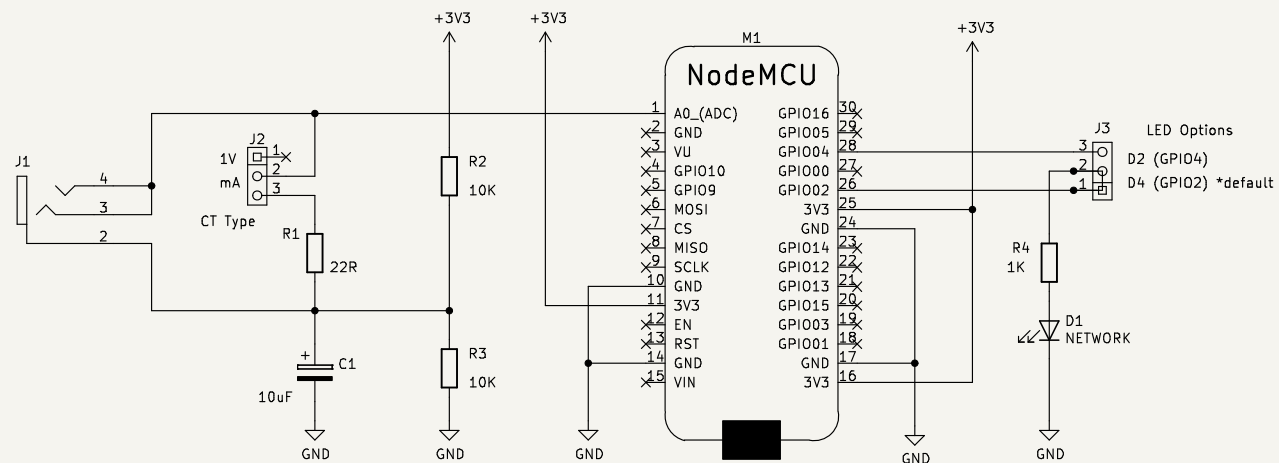 +3V3
+3V3
+3V3
M1
NodeMCU
1 A0_(ADC)
2 GND
3 VU
4 GPIO10
5 GPIO9
6 MOSI
7 CS
8 MISO
9 SCLK
10 GND
11 3V3
12 EN
13 RST
14 GND
15 VIN
GPIO16 30
GPIO05 29
GPIO04 28
GPIO00 27
GPIO02 26
3V3 25
GND 24
GPIO14 23
GPIO12 22
GPIO13 21
GPIO15 20
GPIO03 19
GPIO01 18
GND 17
3V3 16
J1
4
3
2
J2
1V 1
2
mA
3
CT Type
R1
22R
R2
10K
R3
10K
+
C1
10uF
GND
GND
GND
GND
GND
J3
LED Options
3
D2 (GPIO4)
2
D4 (GPIO2) *default
1
R4
1K
D1
NETWORK